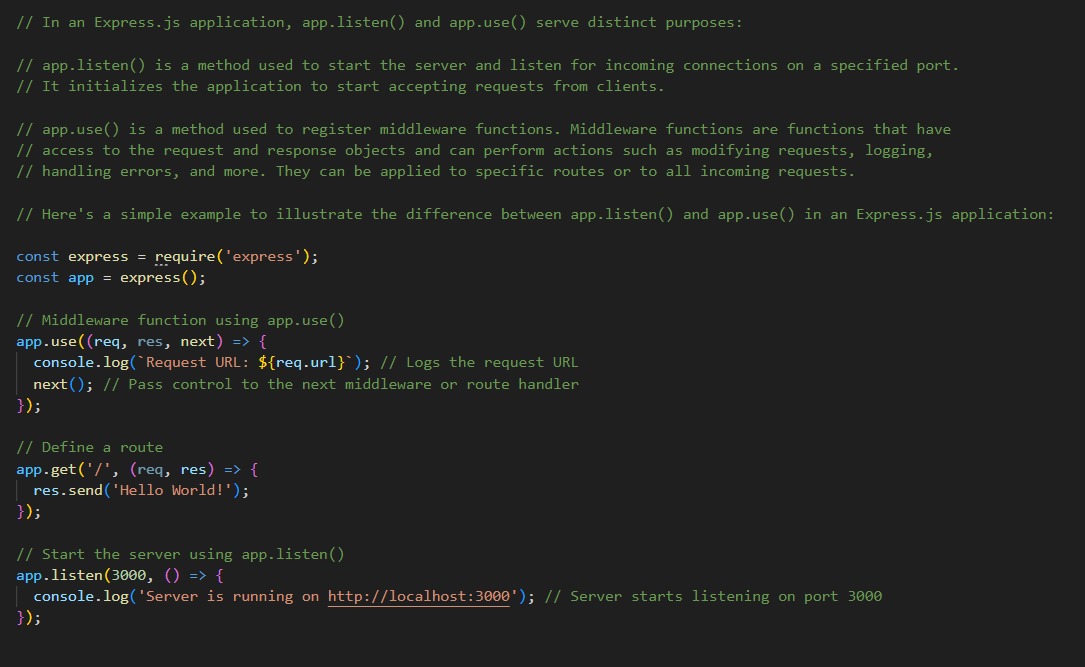 // In an Express.js application, app.listen() and app.use() serve distinct purposes:
// app.listen() is a method used to start the server and listen for incoming connections on a specified port.
// It initializes the application to start accepting requests from clients.
// app.use() is a method used to register middleware functions. Middleware functions are functions that have
// access to the request and response objects and can perform actions such as modifying requests, logging,
// handling errors, and more. They can be applied to specific routes or to all incoming requests.
// Here's a simple example to illustrate the difference between app.listen() and app.use() in an Express.js application:
const express = require('express');
const app = express();
// Middleware function using app.use()
app.use((req, res, next) => {
  console.log(`Request URL: ${req.url}`); // Logs the request URL
  next(); // Pass control to the next middleware or route handler
});
// Define a route
app.get('/', (req, res) => {
  res.send('Hello World!');
});
// Start the server using app.listen()
app.listen(3000, () => {
  console.log('Server is running on http://localhost:3000'); // Server starts listening on port 3000
});